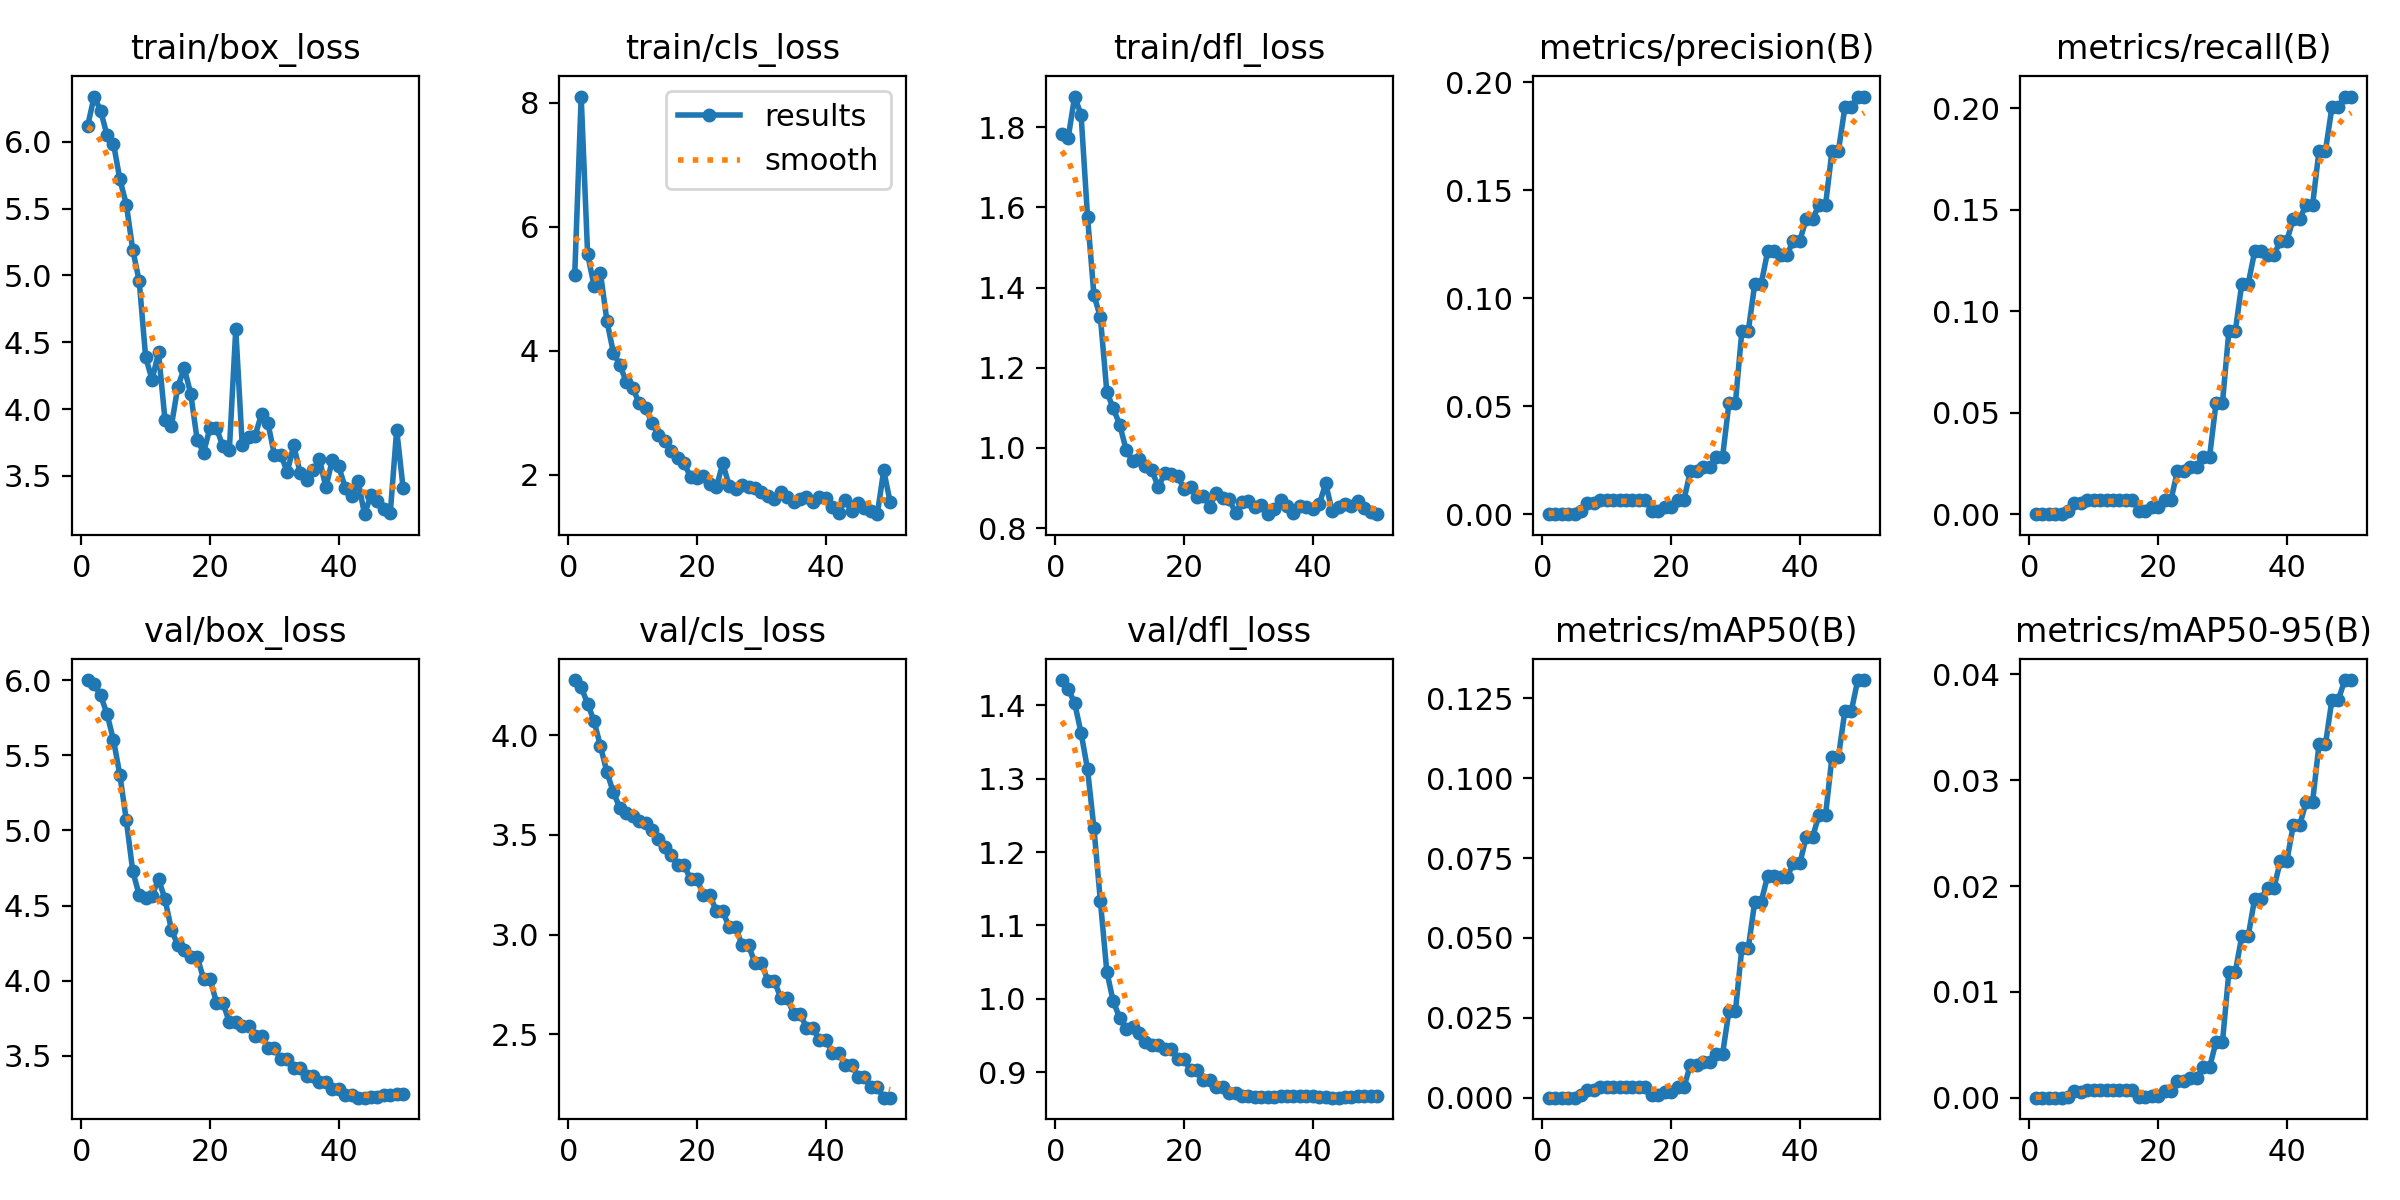 train/box_loss
6.0
5.5
5.0
4.5
4.0
3.5
0 20 40
train/cls_loss
results
smooth
8
6
4
2
0 20 40
train/dfl_loss
1.8
1.6
1.4
1.2
1.0
0.8
0 20 40
metrics/precision(B)
0.20
0.15
0.10
0.05
0.00
0 20 40
metrics/recall(B)
0.20
0.15
0.10
0.05
0.00
0 20 40
val/box_loss
6.0
5.5
5.0
4.5
4.0
3.5
0 20 40
val/cls_loss
4.0
3.5
3.0
2.5
0 20 40
val/dfl_loss
1.4
1.3
1.2
1.1
1.0
0.9
0 20 40
metrics/mAP50(B)
0.125
0.100
0.075
0.050
0.025
0.000
0 20 40
metrics/mAP50-95(B)
0.04
0.03
0.02
0.01
0.00
0 20 40